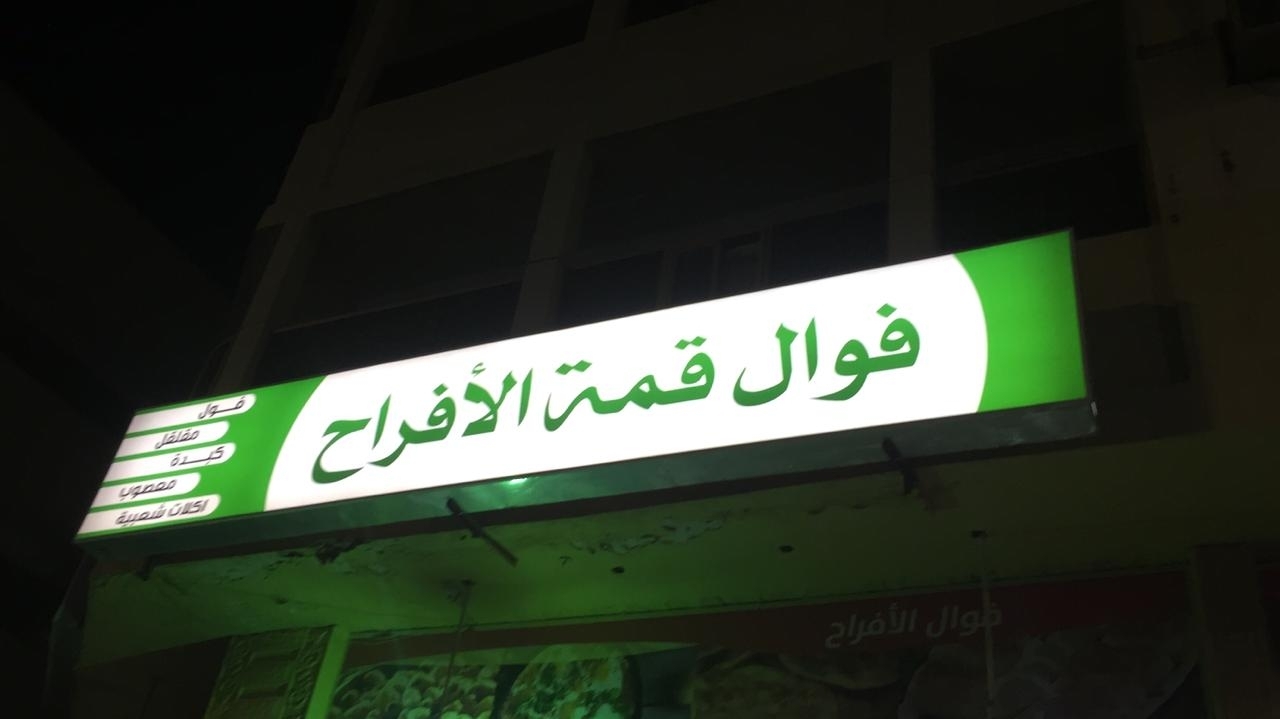 فوال قمة الأفراح
فول
مقلقل
كبدة
معصوب
اكلات شعبية
فوال الأفراح